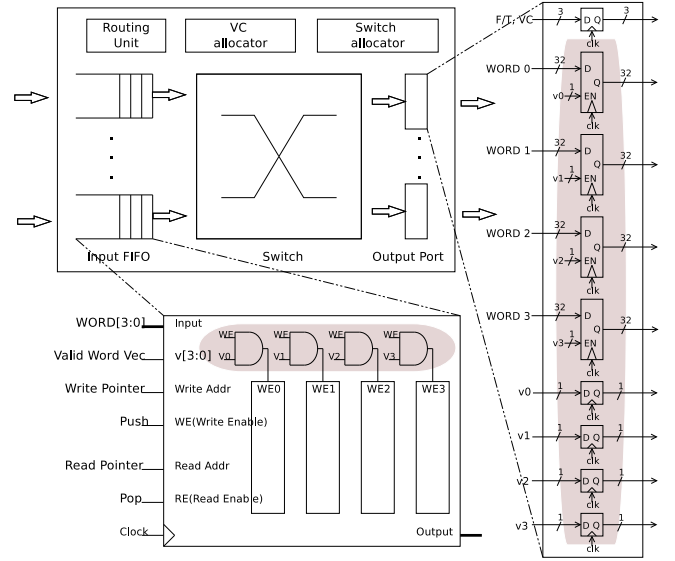 Routing Unit
VC allocator
Switch allocator
Input FIFO
Switch
Output Port
WORD[3:0]
Valid Word Vec
Write Pointer
Push
Read Pointer
Pop
Clock
Input
v[3:0]
Write Addr
WE(Write Enable)
Read Addr
RE(Read Enable)
Output
WE
V0
WE
V1
WE
V2
WE
V3
WE0
WE1
WE2
WE3
F/T, VC 3 D Q 3
clk
WORD 0 32 D
Q 32
v0 1 EN
clk
WORD 1 32 D
Q 32
v1 1 EN
clk
WORD 2 32 D
Q 32
v2 1 EN
clk
WORD 3 32 D
Q 32
v3 1 EN
clk
v0 1 D Q 1
clk
v1 1 D Q 1
clk
v2 1 D Q 1
clk
v3 1 D Q 1
clk